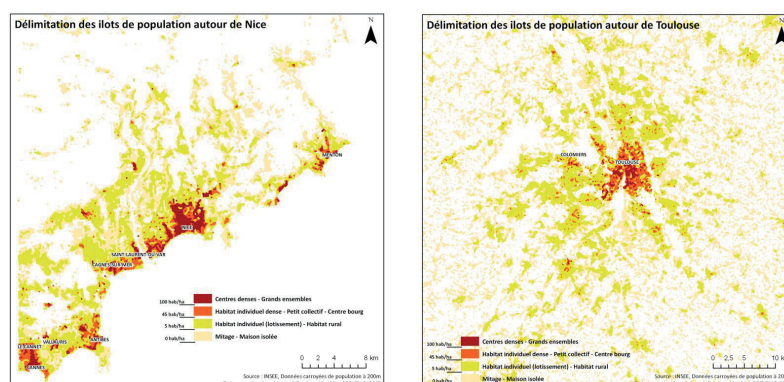 Délimitation des ilots de population autour de Nice
N
MENTON
NICE
SAINT-LAURENT-DU-VAR
CAGNES-SUR-MER
ANTIBES
VALLAURIS
LE CANNET
CANNES
100 hab/ha Centres denses - Grands ensembles
45 hab/ha Habitat individuel dense - Petit collectif - Centre bourg
5 hab/ha Habitat individuel (lotissement) - Habitat rural
0 hab/ha Mitage - Maison isolée
0 2 4 8 km
Source : INSEE, Données carroyées de population à 200m
Délimitation des ilots de population autour de Toulouse
N
COLOMIERS
TOULOUSE
100 hab/ha Centres denses - Grands ensembles
45 hab/ha Habitat individuel dense - Petit collectif - Centre bourg
5 hab/ha Habitat individuel (lotissement) - Habitat rural
0 hab/ha Mitage - Maison isolée
0 2,5 5 10 k
Source : INSEE, Données carroyées de population à 20